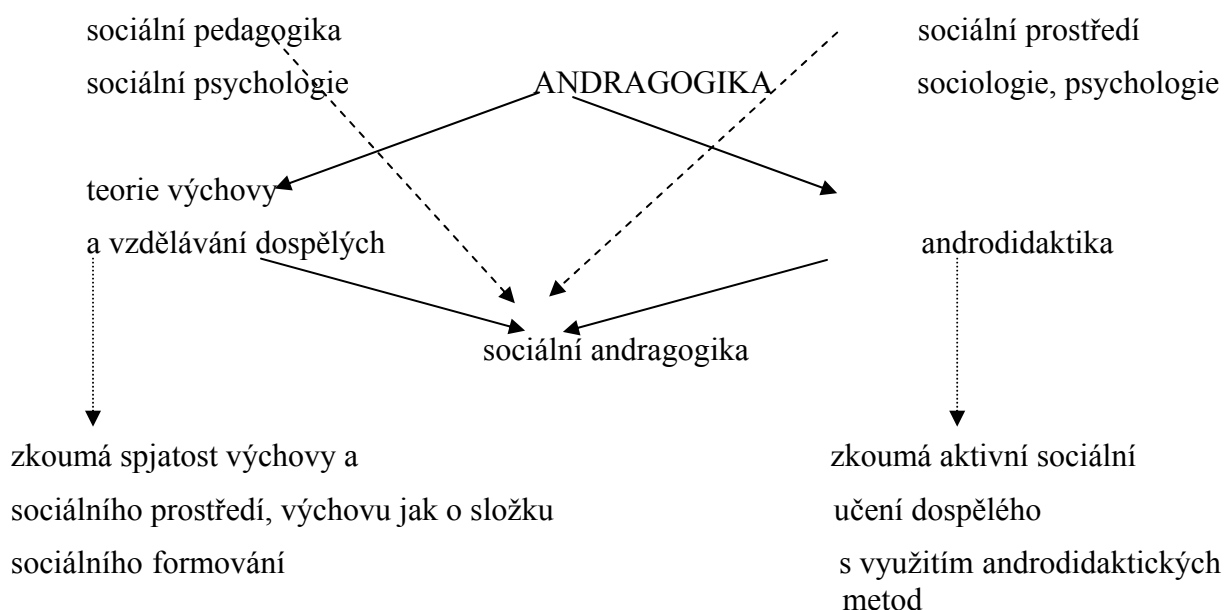 sociální pedagogika
sociální prostředí
sociální psychologie
ANDRAGOGIKA
sociologie, psychologie
teorie výchovy
a vzdělávání dospělých
androdidaktika
sociální andragogika
zkoumá spjatost výchovy a
sociálního prostředí, výchovu jak o složku
sociálního formování
zkoumá aktivní sociální
učení dospělého
s využitím androdidaktických
metod